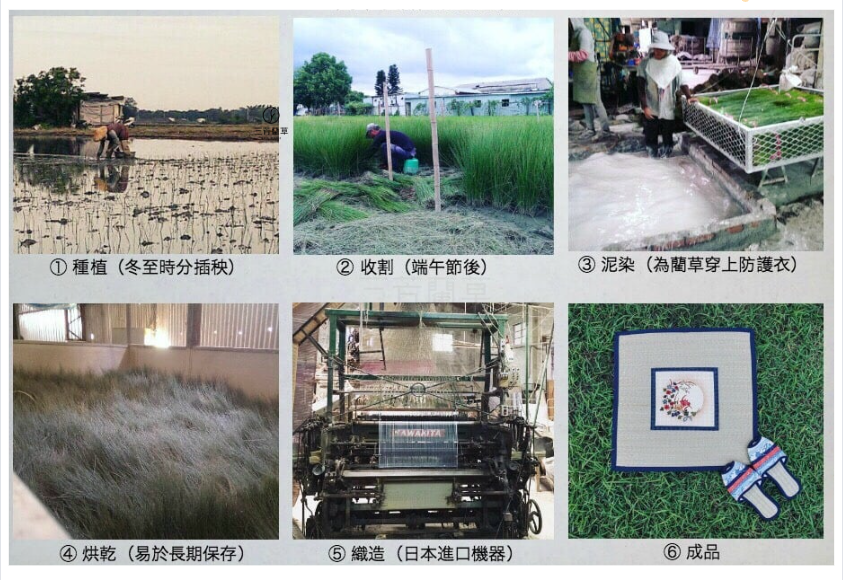 ① 種植（冬至時分插秧）
② 收割（端午節後）
③ 泥染（為藺草穿上防護衣）
④ 烘乾（易於長期保存）
KAWAKITA
⑤ 織造（日本進口機器）
⑥ 成品